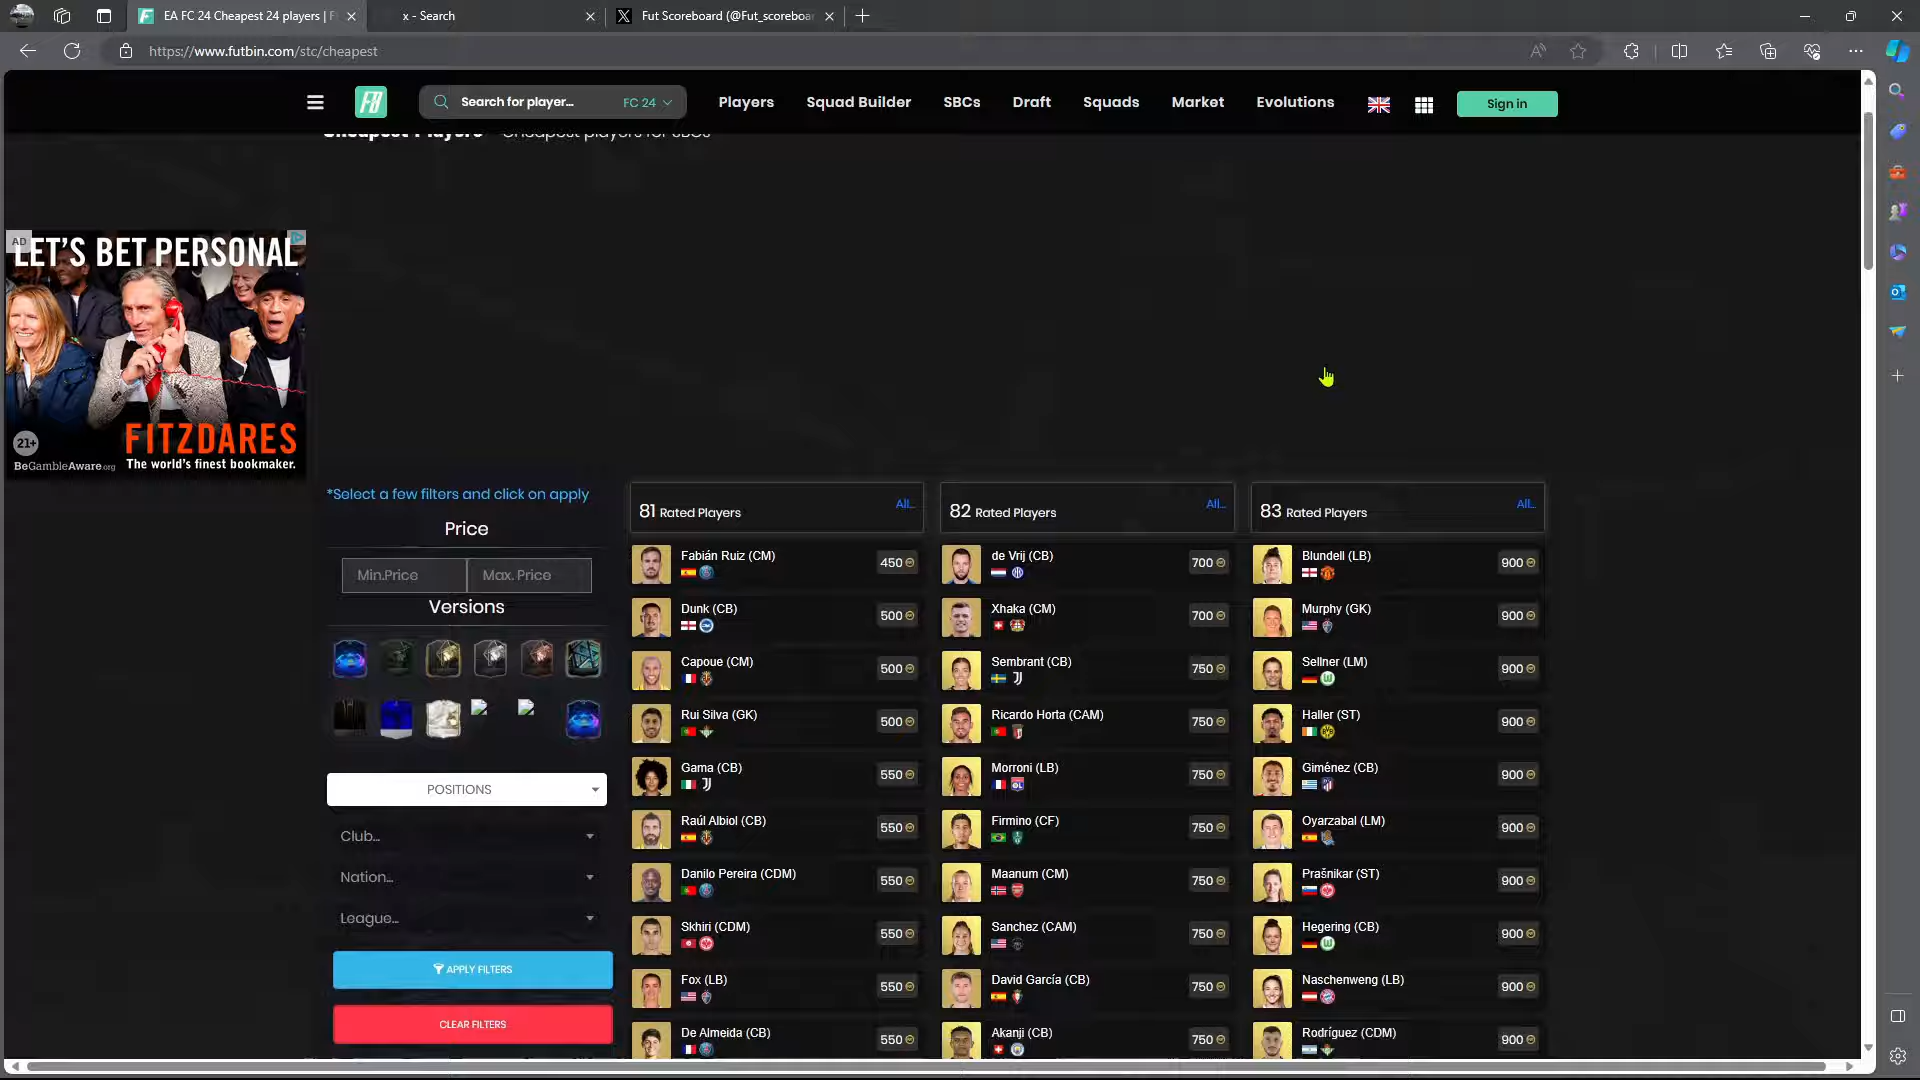 EA FC 24 Cheapest 24 players | F
x - Search
Fut Scoreboard (@Fut_scoreboa
https://www.futbin.com/stc/cheapest
Search for player...
FC 24
Players
Squad Builder
SBCs
Draft
Squads
Market
Evolutions
Sign in
Cheapest Players - Cheapest players for SBCs
AD
LET'S BET PERSONAL
FITZDARES
21+
BeGambleAware.org
The world's finest bookmaker.
*Select a few filters and click on apply
Price
Min.Price
Max. Price
Versions
POSITIONS
Club...
Nation...
League...
APPLY FILTERS
CLEAR FILTERS
81 Rated Players
All...
Fabián Ruiz (CM)
450
Dunk (CB)
500
Capoue (CM)
500
Rui Silva (GK)
500
Gama (CB)
550
Raúl Albiol (CB)
550
Danilo Pereira (CDM)
550
Skhiri (CDM)
550
Fox (LB)
550
De Almeida (CB)
550
82 Rated Players
All...
de Vrij (CB)
700
Xhaka (CM)
700
Sembrant (CB)
750
Ricardo Horta (CAM)
750
Morroni (LB)
750
Firmino (CF)
750
Maanum (CM)
750
Sanchez (CAM)
750
David García (CB)
750
Akanji (CB)
750
83 Rated Players
All...
Blundell (LB)
900
Murphy (GK)
900
Sellner (LM)
900
Haller (ST)
900
Giménez (CB)
900
Oyarzabal (LM)
900
Prašnikar (ST)
900
Hegering (CB)
900
Naschenweng (LB)
900
Rodríguez (CDM)
900